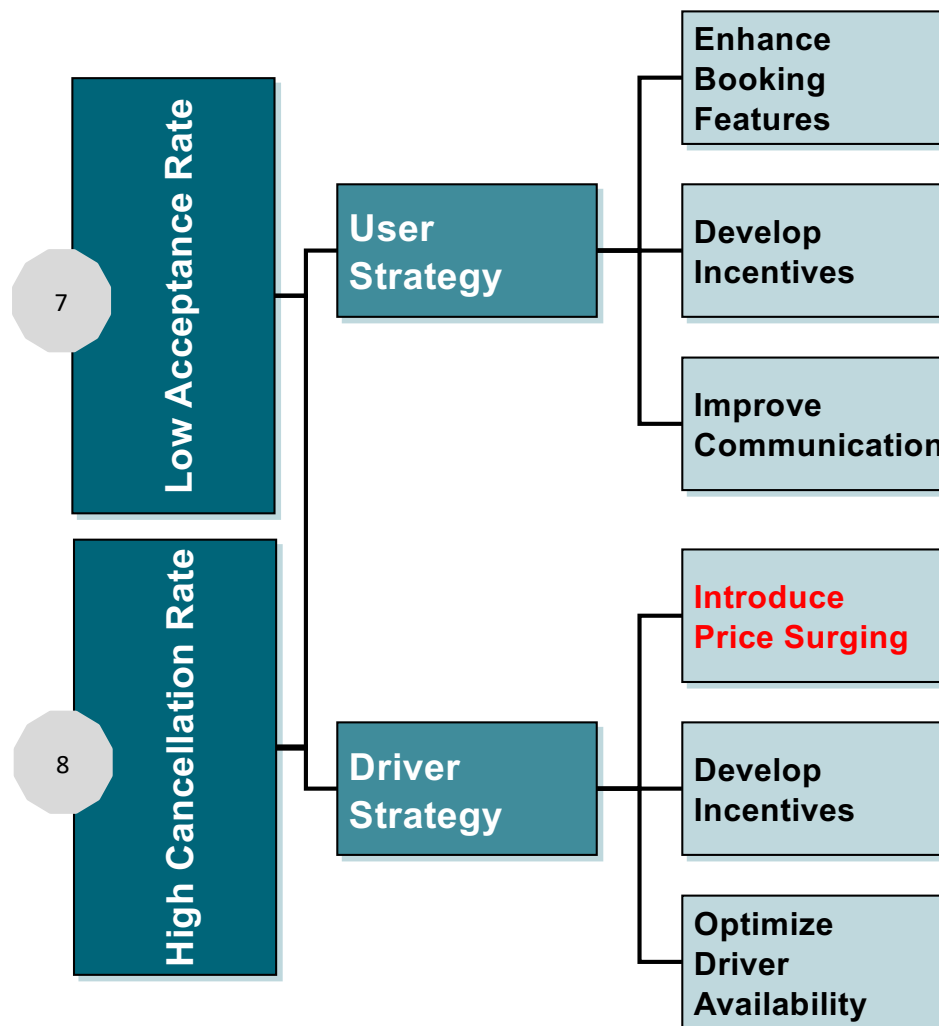 7
Low Acceptance Rate
8
High Cancellation Rate
User
Strategy
Driver
Strategy
Enhance
Booking
Features
Develop
Incentives
Improve
Communication
Introduce
Price Surging
Develop
Incentives
Optimize
Driver
Availability